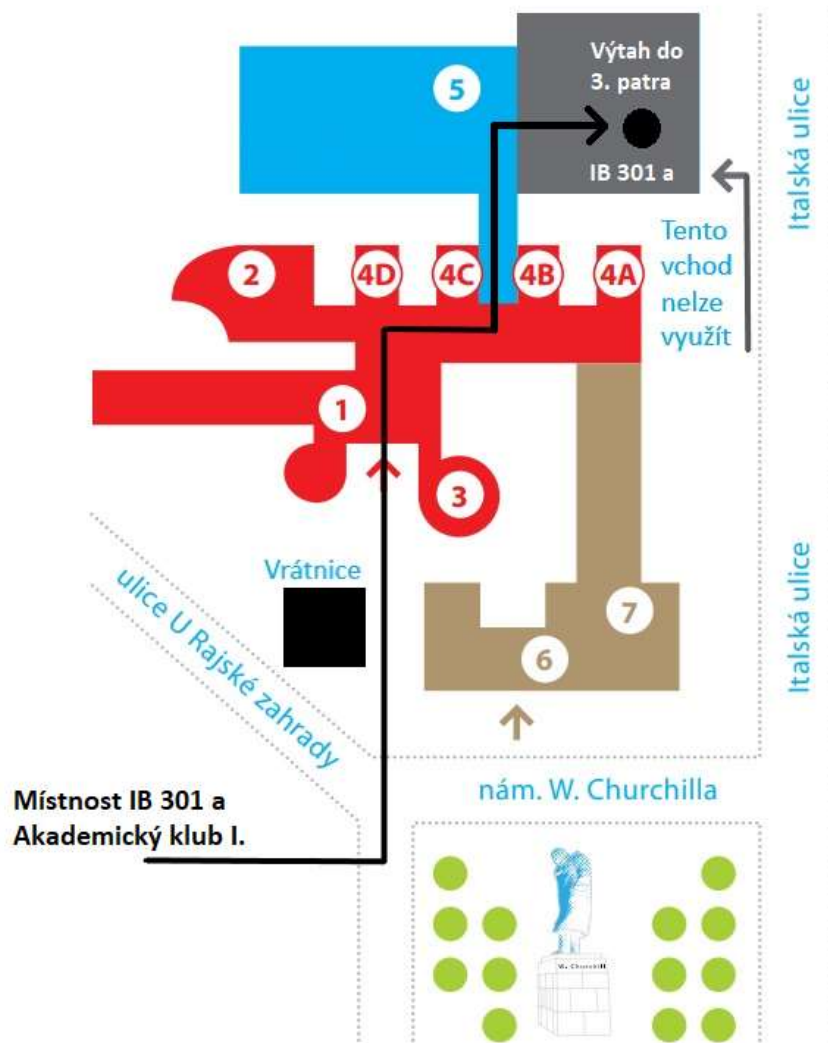 Výtah do
3. patra
5
IB 301 a
Italská ulice
Tento
vchod
nelze
využít
2
4D
4C
4B
4A
1
3
Vrátnice
ulice U Rajské zahrady
7
6
Italská ulice
nám. W. Churchilla
Místnost IB 301 a
Akademický klub I.
W. Churchill